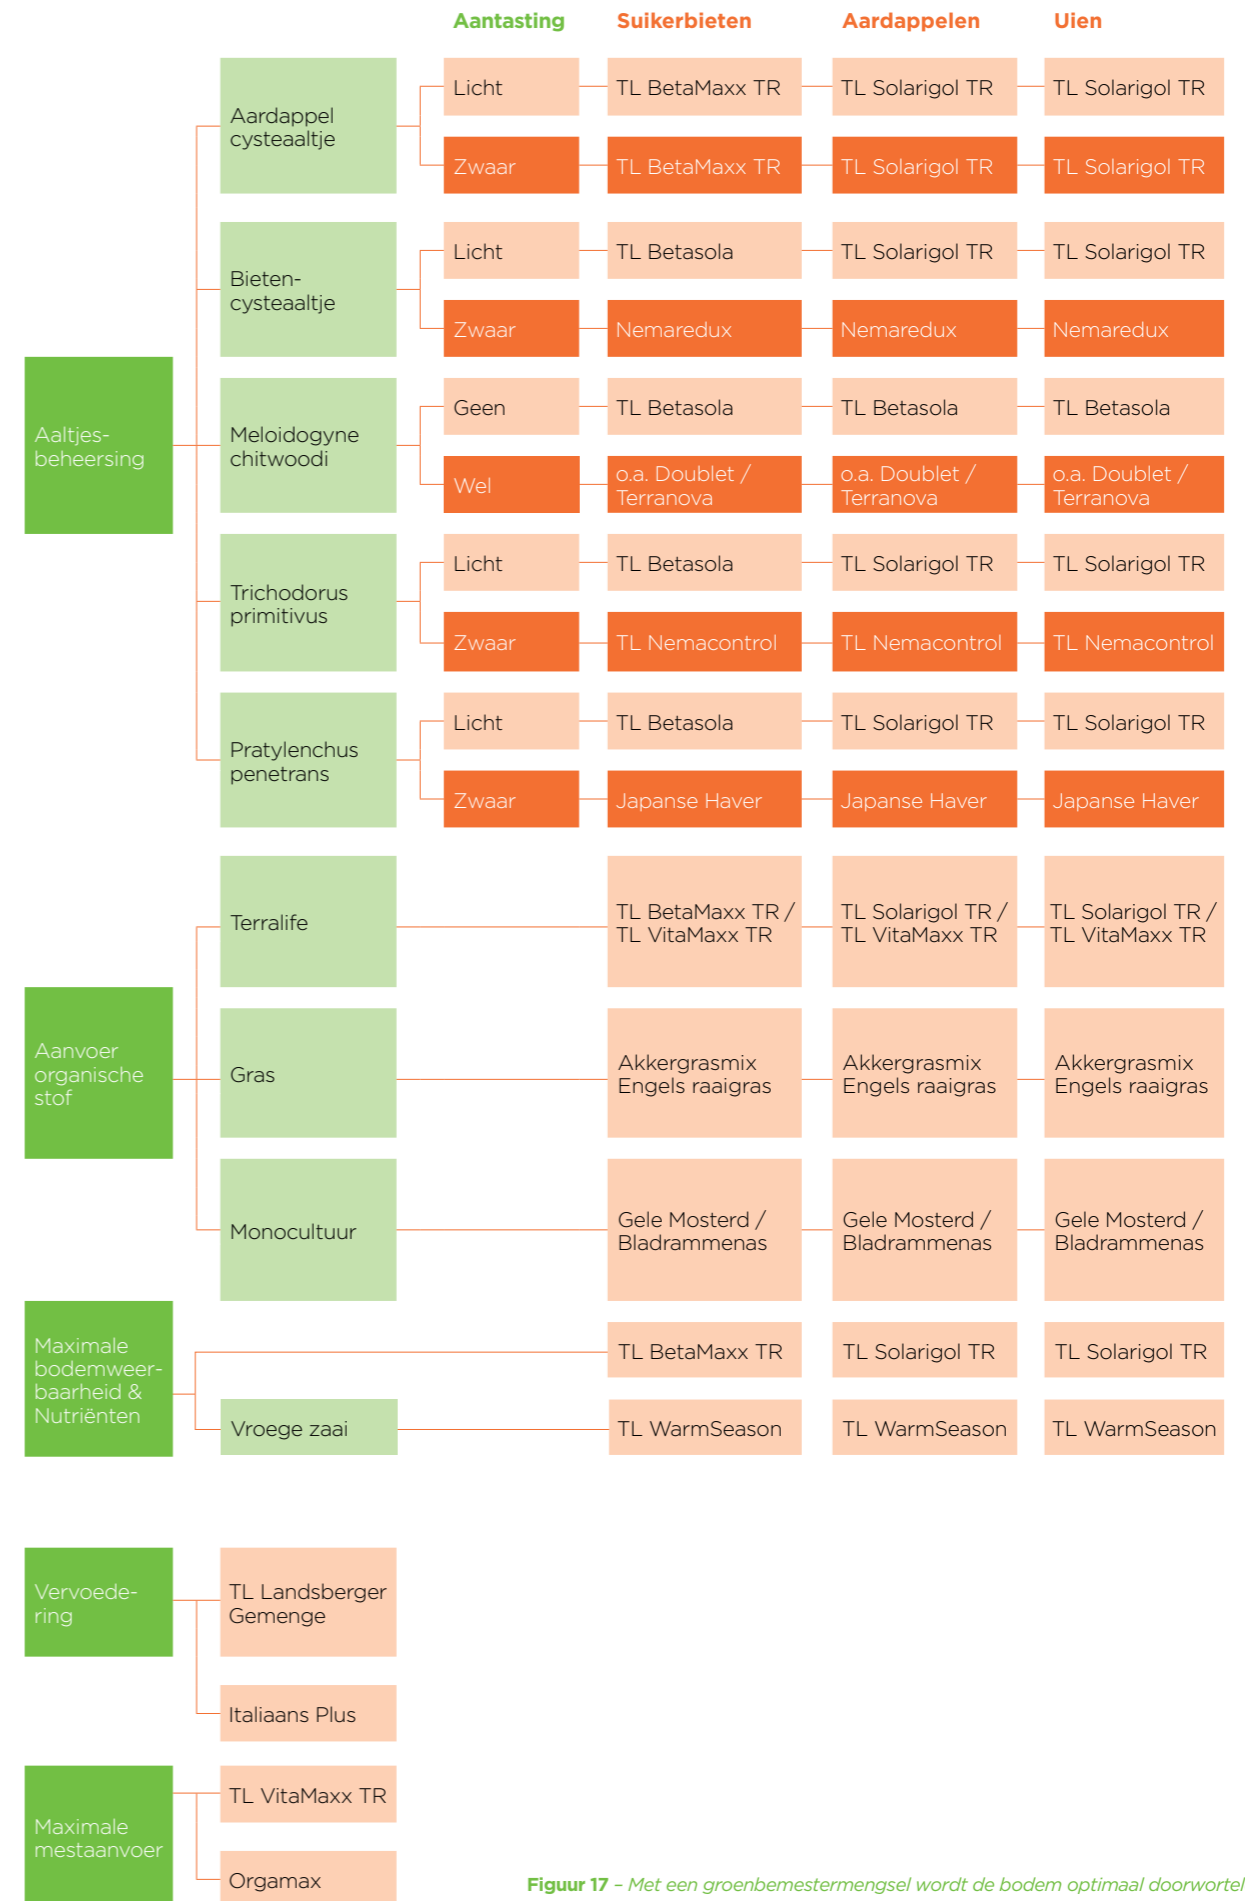 Aantasting Suikerbieten Aardappelen Uien
Aaltjes-
beheersing
Aardappel
cysteaaltje
Licht TL BetaMaxx TR TL Solarigol TR TL Solarigol TR
Zwaar TL BetaMaxx TR TL Solarigol TR TL Solarigol TR
Bieten-
cysteaaltje
Licht TL Betasola TL Solarigol TR TL Solarigol TR
Zwaar Nemaredux Nemaredux Nemaredux
Meloidogyne
chitwoodi
Geen TL Betasola TL Betasola TL Betasola
Wel
o.a. Doublet /
Terranova
o.a. Doublet /
Terranova
o.a. Doublet /
Terranova
Trichodorus
primitivus
Licht TL Betasola TL Solarigol TR TL Solarigol TR
Zwaar TL Nemacontrol TL Nemacontrol TL Nemacontrol
Pratylenchus
penetrans
Licht TL Betasola TL Solarigol TR TL Solarigol TR
Zwaar Japanse Haver Japanse Haver Japanse Haver
Aanvoer
organische
stof
Terralife
TL BetaMaxx TR /
TL VitaMaxx TR
TL Solarigol TR /
TL VitaMaxx TR
TL Solarigol TR /
TL VitaMaxx TR
Gras
Akkergrasmix
Engels raaigras
Akkergrasmix
Engels raaigras
Akkergrasmix
Engels raaigras
Monocultuur
Gele Mosterd /
Bladrammenas
Gele Mosterd /
Bladrammenas
Gele Mosterd /
Bladrammenas
Maximale
bodemweer-
baarheid &
Nutriënten
TL BetaMaxx TR TL Solarigol TR TL Solarigol TR
Vroege zaai TL WarmSeason TL WarmSeason TL WarmSeason
Vervoede-
ring
TL Landsberger
Gemenge
Italiaans Plus
Maximale
mestaanvoer
TL VitaMaxx TR
Orgamax
Figuur 17 – Met een groenbemestermengsel wordt de bodem optimaal doorwortel